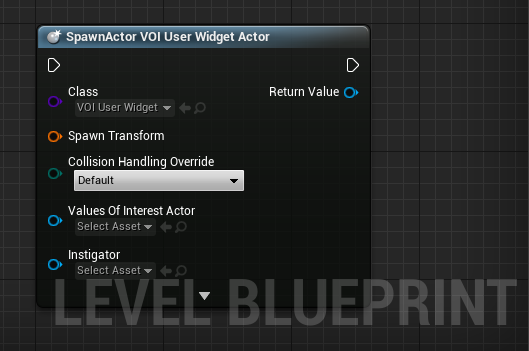 SpawnActor VOI User Widget Actor
Class
Return Value
VOI User Widget
Spawn Transform
Collision Handling Override
Default
Values Of Interest Actor
Select Asset
Instigator
Select Asset
LEVEL BLUEPRINT